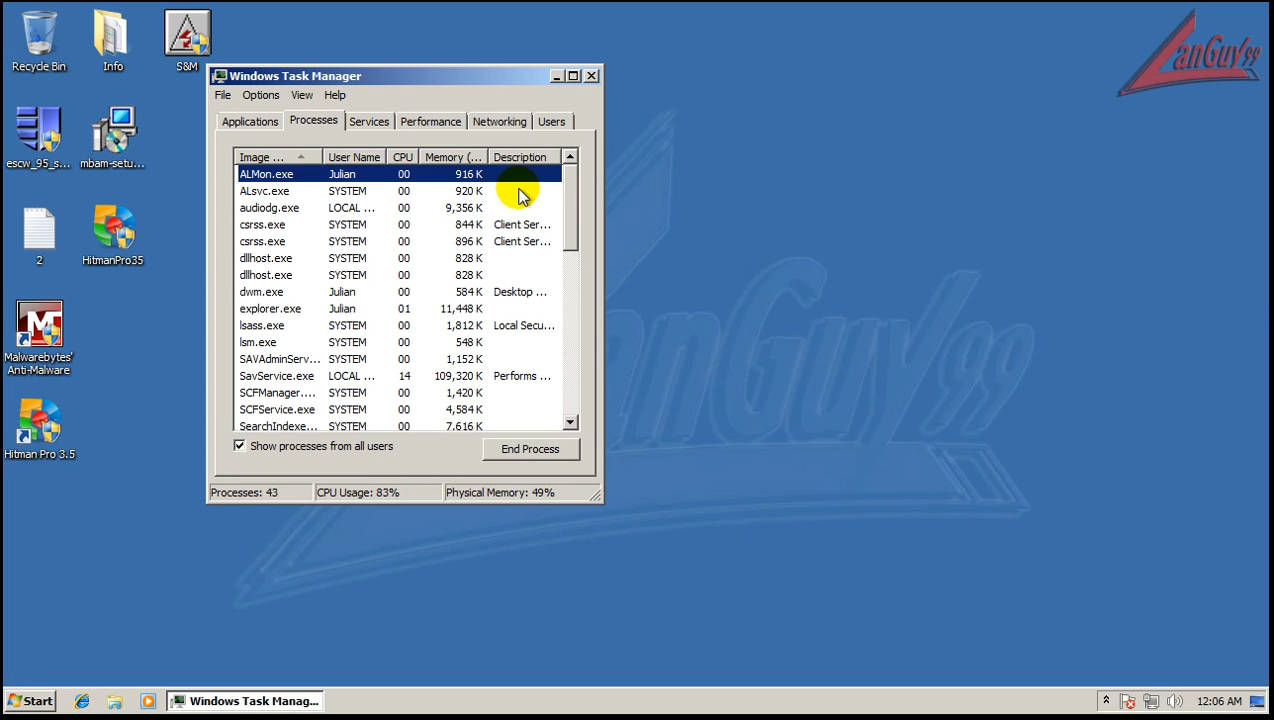 Recycle Bin
Info
S&M
escw_95_s...
mbam-setu...
2
HitmanPro35
Malwarebytes' Anti-Malware
Hitman Pro 3.5
LanGuy99
Windows Task Manager
File Options View Help
Applications Processes Services Performance Networking Users
Image ... User Name CPU Memory (... Description
ALMon.exe Julian 00 916 K
ALsvc.exe SYSTEM 00 920 K
audiodg.exe LOCAL ... 00 9,356 K
csrss.exe SYSTEM 00 844 K Client Ser...
csrss.exe SYSTEM 00 896 K Client Ser...
dllhost.exe SYSTEM 00 828 K
dllhost.exe SYSTEM 00 828 K
dwm.exe Julian 00 584 K Desktop ...
explorer.exe Julian 01 11,448 K
lsass.exe SYSTEM 00 1,812 K Local Secu...
lsm.exe SYSTEM 00 548 K
SAVAdminServ... SYSTEM 00 1,152 K
SavService.exe LOCAL ... 14 109,320 K Performs ...
SCFManager.... SYSTEM 00 1,420 K
SCFService.exe SYSTEM 00 4,584 K
SearchIndexe... SYSTEM 00 7,616 K
Show processes from all users
End Process
Processes: 43 CPU Usage: 83% Physical Memory: 49%
LanGuy99
Start
Windows Task Manag...
12:06 AM